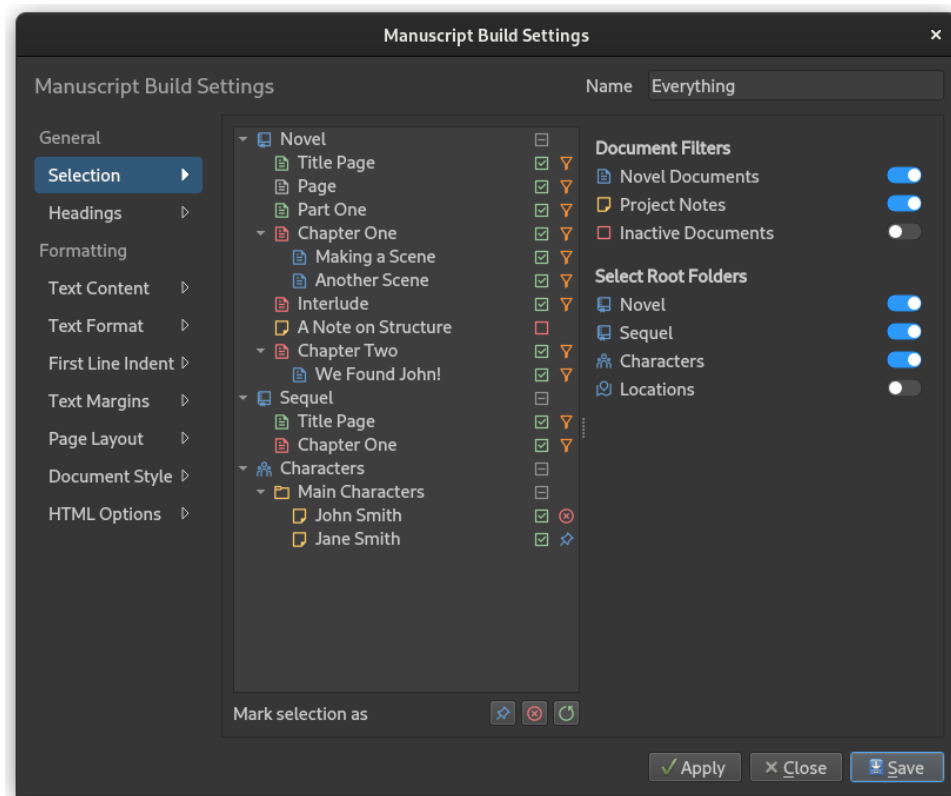 Manuscript Build Settings
Manuscript Build Settings
Name Everything
General
Selection
Headings
Formatting
Text Content
Text Format
First Line Indent
Text Margins
Page Layout
Document Style
HTML Options
Novel
Title Page
Page
Part One
Chapter One
Making a Scene
Another Scene
Interlude
A Note on Structure
Chapter Two
We Found John!
Sequel
Title Page
Chapter One
Characters
Main Characters
John Smith
Jane Smith
Mark selection as
Document Filters
Novel Documents
Project Notes
Inactive Documents
Select Root Folders
Novel
Sequel
Characters
Locations
Apply
Close
Save